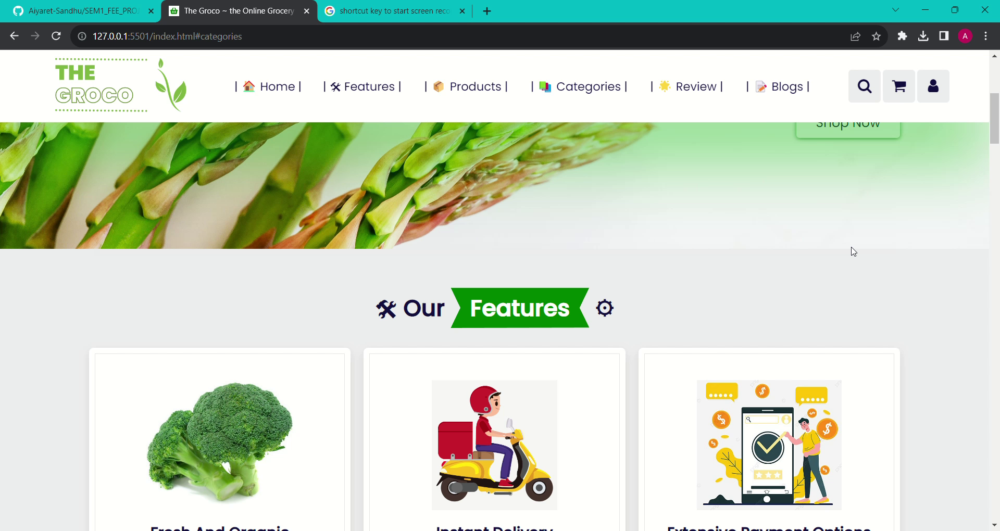 Aiyaret-Sandhu/SEM1_FEE_PRO
The Groco ~ the Online Grocery
shortcut key to start screen reco
127.0.0.1:5501/index.html#categories
A
THE
GROCO
| 🏠 Home |
| 🛠 Features |
| 📦 Products |
| 📚 Categories |
| 🌟 Review |
| 📝 Blogs |
Shop Now
🛠 Our Features ⚙
Fresh And Organic
Instant Delivery
Extensive Payment Options